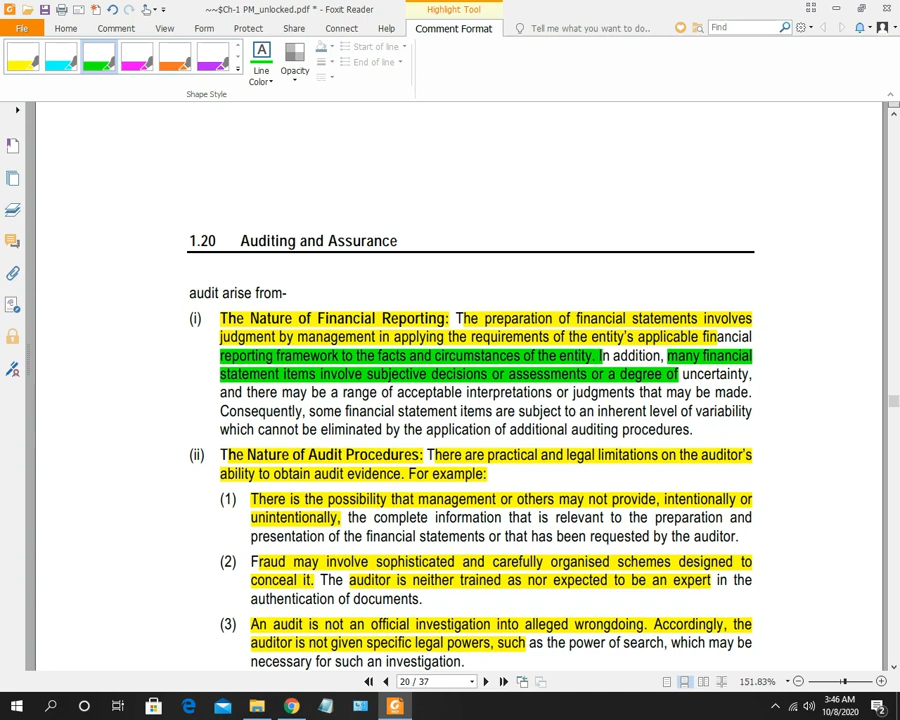 ~~$Ch-1 PM_unlocked.pdf * - Foxit Reader
Highlight Tool
File Home Comment View Form Protect Share Connect Help Comment Format Tell me what you want to do.. Find
Line Color Opacity Start of line
End of line
Shape Style
1.20 Auditing and Assurance
audit arise from-
(i) The Nature of Financial Reporting: The preparation of financial statements involves
judgment by management in applying the requirements of the entity's applicable financial
reporting framework to the facts and circumstances of the entity. In addition, many financial
statement items involve subjective decisions or assessments or a degree of uncertainty,
and there may be a range of acceptable interpretations or judgments that may be made.
Consequently, some financial statement items are subject to an inherent level of variability
which cannot be eliminated by the application of additional auditing procedures.
(ii) The Nature of Audit Procedures: There are practical and legal limitations on the auditor's
ability to obtain audit evidence. For example:
(1) There is the possibility that management or others may not provide, intentionally or
unintentionally, the complete information that is relevant to the preparation and
presentation of the financial statements or that has been requested by the auditor.
(2) Fraud may involve sophisticated and carefully organised schemes designed to
conceal it. The auditor is neither trained as nor expected to be an expert in the
authentication of documents.
(3) An audit is not an official investigation into alleged wrongdoing. Accordingly, the
auditor is not given specific legal powers, such as the power of search, which may be
necessary for such an investigation.
20 / 37 151.83%
3:46 AM
10/8/2020 2